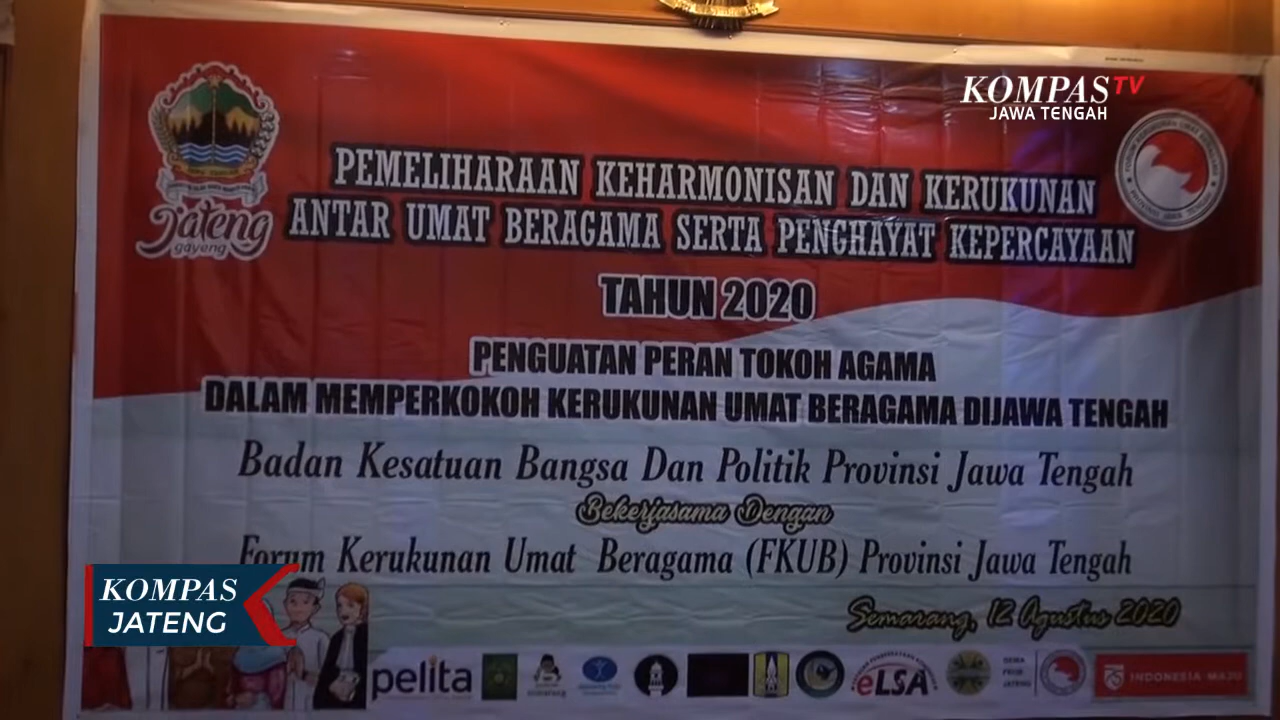 KOMPAS TV
JAWA TENGAH
Jateng
gayeng
PEMELIHARAAN KEHARMONISAN DAN KERUKUNAN
ANTAR UMAT BERAGAMA SERTA PENGHAYAT KEPERCAYAAN
TAHUN 2020
PENGUATAN PERAN TOKOH AGAMA
DALAM MEMPERKOKOH KERUKUNAN UMAT BERAGAMA DIJAWA TENGAH
Badan Kesatuan Bangsa Dan Politik Provinsi Jawa Tengah
Bekerjasama Dengan
Forum Kerukunan Umat Beragama (FKUB) Provinsi Jawa Tengah
Semarang, 12 Agustus 2020
KOMPAS
JATENG
pelita
eLSA
INDONESIA MAJU